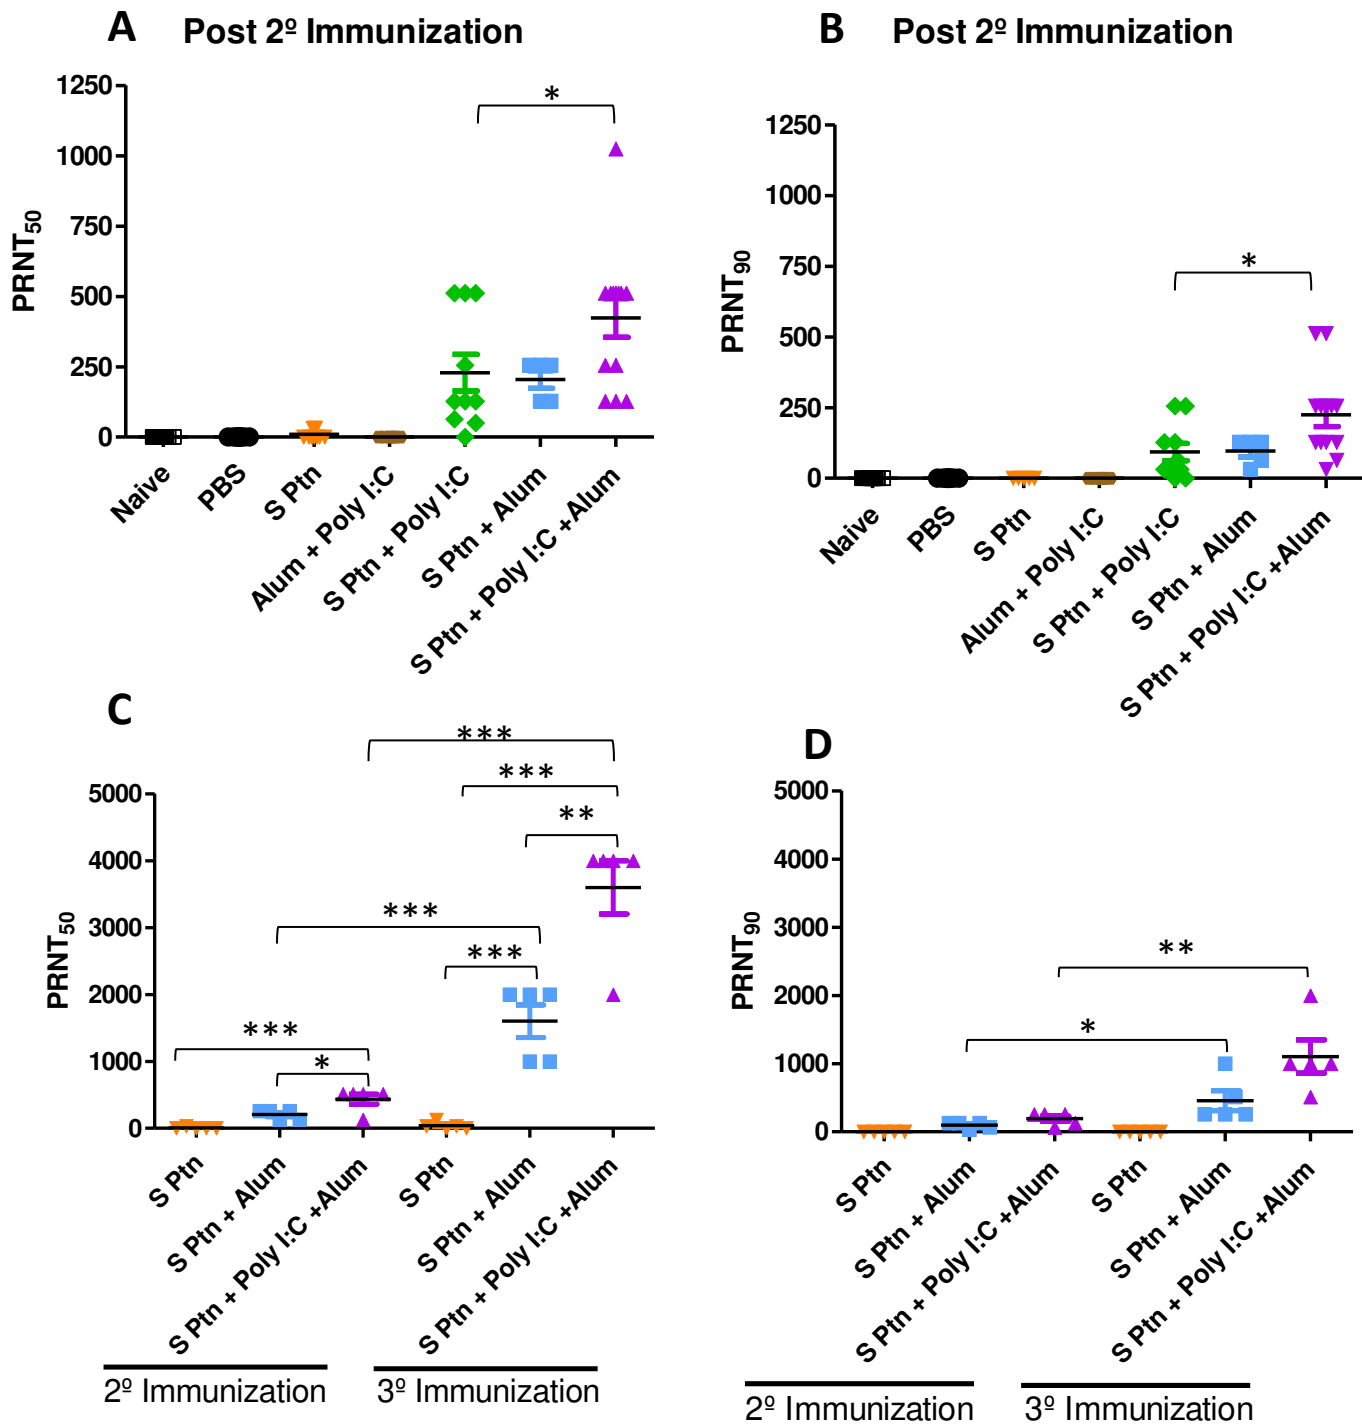 A Post 2º Immunization
1250
1000
750
500
250
0
PRNT50
*
Naive
PBS
S Ptn
Alum + Poly I:C
S Ptn + Poly I:C
S Ptn + Alum
S Ptn + Poly I:C +Alum
B Post 2º Immunization
1250
1000
750
500
250
0
PRNT90
*
Naive
PBS
S Ptn
Alum + Poly I:C
S Ptn + Poly I:C
S Ptn + Alum
S Ptn + Poly I:C +Alum
C
5000
4000
3000
2000
1000
0
PRNT50
***
***
**
***
***
***
*
S Ptn
S Ptn + Alum
S Ptn + Poly I:C +Alum
S Ptn
S Ptn + Alum
S Ptn + Poly I:C +Alum
2º Immunization
3º Immunization
D
5000
4000
3000
2000
1000
0
PRNT90
**
*
S Ptn
S Ptn + Alum
S Ptn + Poly I:C +Alum
S Ptn
S Ptn + Alum
S Ptn + Poly I:C +Alum
2º Immunization
3º Immunization